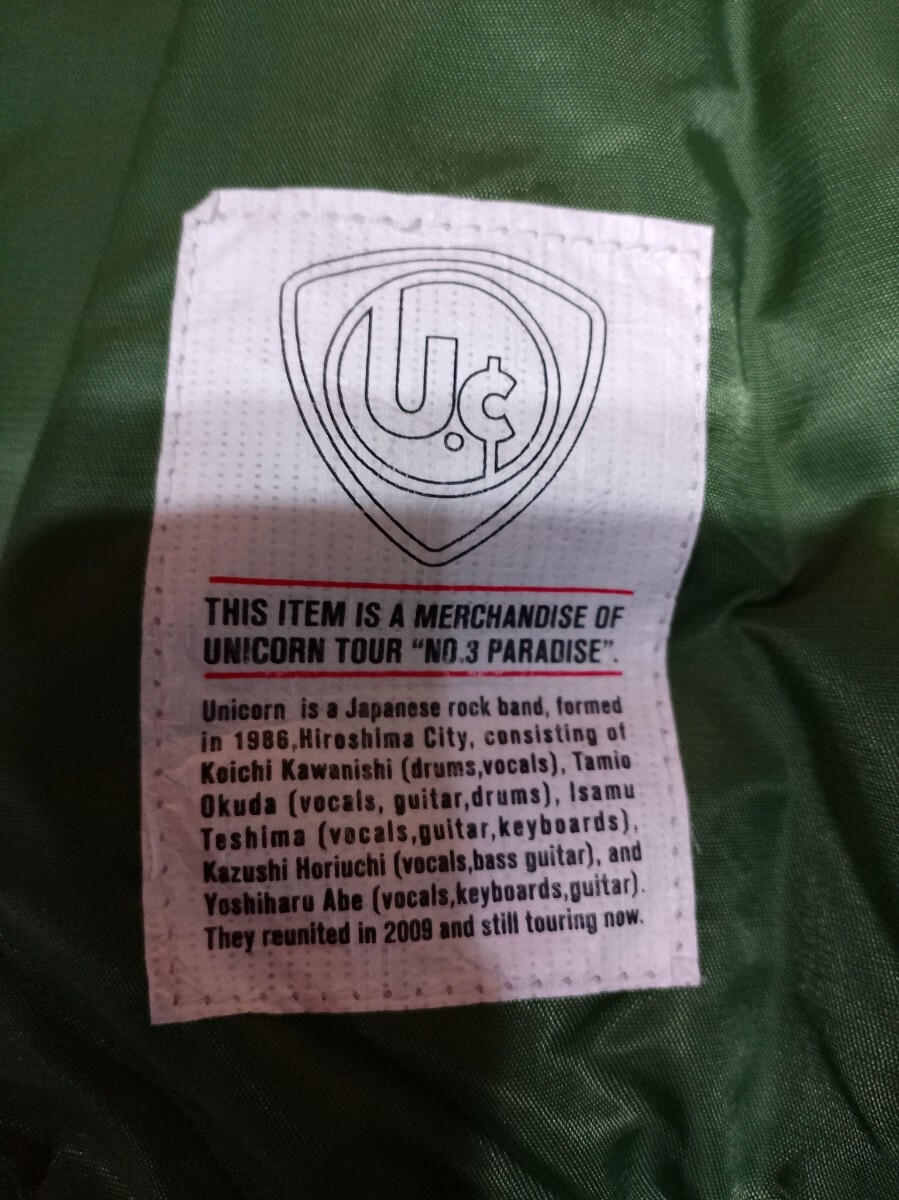 U.¢
THIS ITEM IS A MERCHANDISE OF
UNICORN TOUR “NO.3 PARADISE”.
Unicorn is a Japanese rock band, formed
in 1986,Hiroshima City, consisting of
Koichi Kawanishi (drums,vocals), Tamio
Okuda (vocals, guitar,drums), Isamu
Teshima (vocals,guitar,keyboards),
Kazushi Horiuchi (vocals,bass guitar), and
Yoshiharu Abe (vocals,keyboards,guitar).
They reunited in 2009 and still touring now.